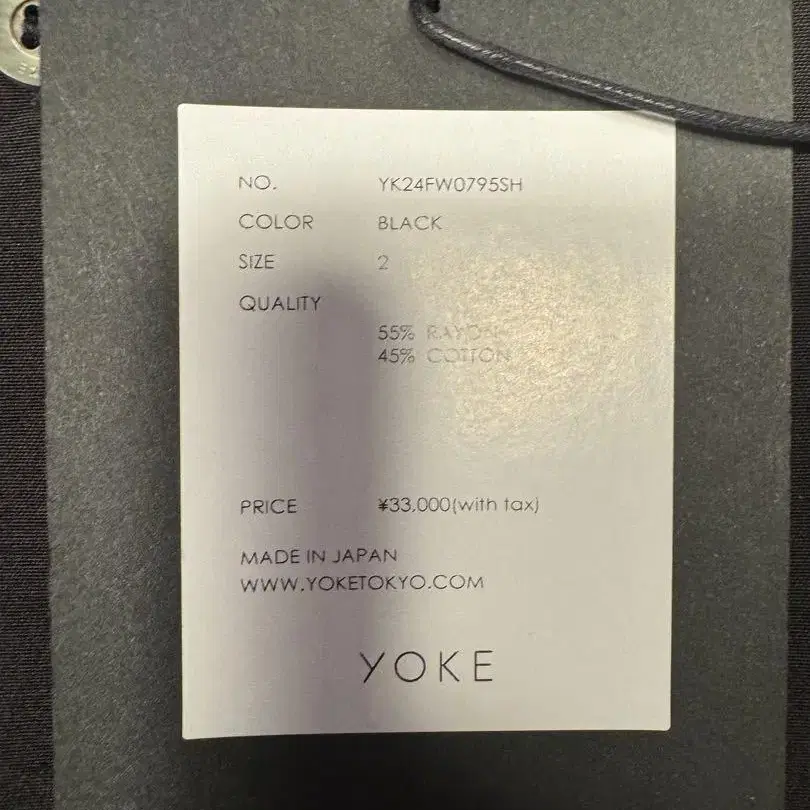 NO. YK24FW0795SH
COLOR BLACK
SIZE 2
QUALITY
55% RAYON
45% COTTON
PRICE ¥33,000(with tax)
MADE IN JAPAN
WWW.YOKETOKYO.COM
YOKE